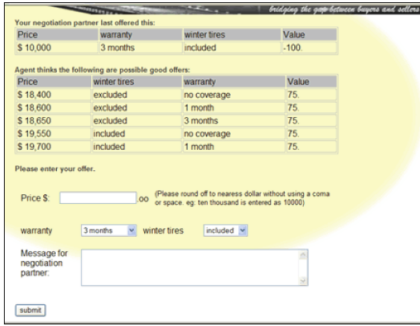 bridging the gap between buyers and sellers
Your negotiation partner last offered this:
Price warranty winter tires Value
$ 10,000 3 months included -100.
Agent thinks the following are possible good offers:
Price winter tires warranty Value
$ 18,400 excluded no coverage 75.
$ 18,600 excluded 1 month 75.
$ 18,650 excluded 3 months 75.
$ 19,550 included no coverage 75.
$ 19,700 included 1 month 75.
Please enter your offer.
Price $: .oo (Please round off to nearess dollar without using a coma
or space. eg. ten thousand is entered as 10000)
warranty 3 months winter tires included
Message for
negotiation
partner:
submit